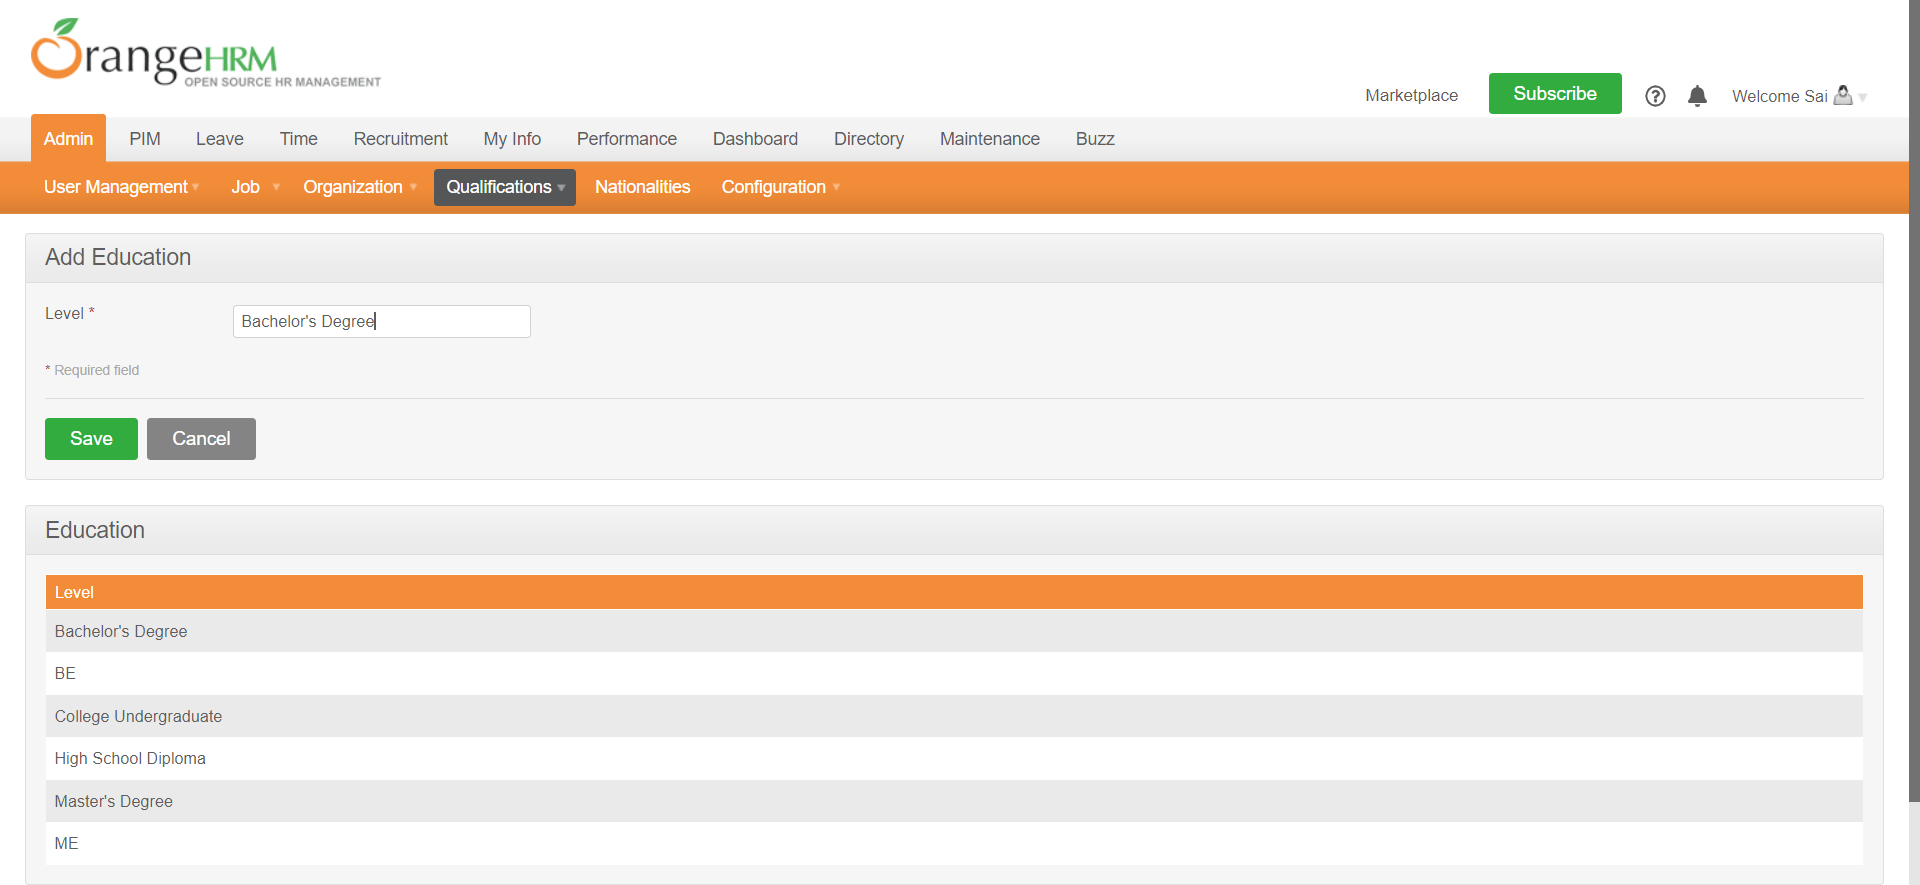 OrangeHRM
OPEN SOURCE HR MANAGEMENT
Marketplace Subscribe Welcome Sai
Admin PIM Leave Time Recruitment My Info Performance Dashboard Directory Maintenance Buzz
User Management Job Organization Qualifications Nationalities Configuration
Add Education
Level * Bachelor's Degree
* Required field
Save Cancel
Education
Level
Bachelor's Degree
BE
College Undergraduate
High School Diploma
Master's Degree
ME